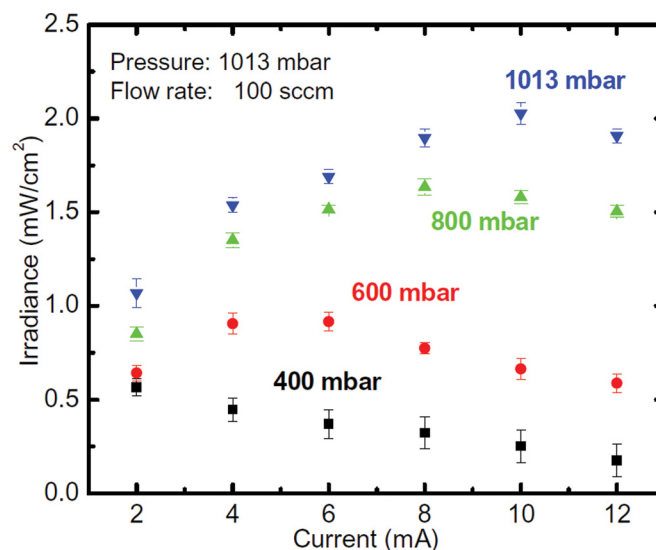 2.5
Pressure: 1013 mbar
Flow rate: 100 sccm
1013 mbar
2.0
1.5
800 mbar
1.0
600 mbar
400 mbar
0.5
0.0
2 4 6 8 10 12
Current (mA)
Irradiance (mW/cm²)